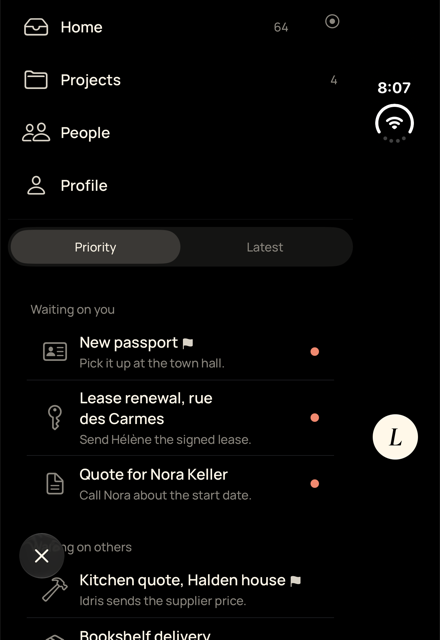 Home 64
8:07
Projects 4
People
Profile
Priority Latest
Waiting on you
New passport
Pick it up at the town hall.
Lease renewal, rue
des Carmes
Send Hélène the signed lease.
L
Quote for Nora Keller
Call Nora about the start date.
on others
Kitchen quote, Halden house
Idris sends the supplier price.
Bookshelf delivery